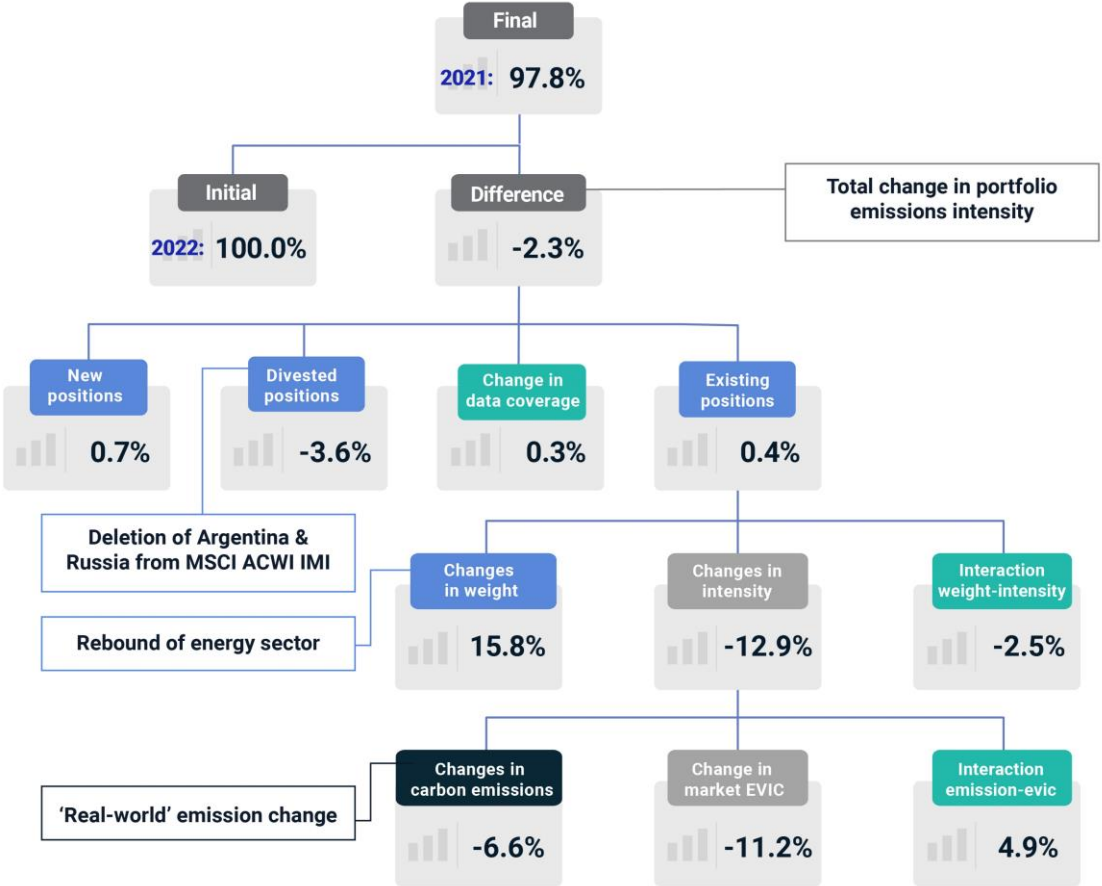 Final
2021: 97.8%
Initial
2022: 100.0%
Difference
-2.3%
Total change in portfolio
emissions intensity
New
positions
0.7%
Divested
positions
-3.6%
Change in
data coverage
0.3%
Existing
positions
0.4%
Deletion of Argentina &
Russia from MSCI ACWI IMI
Rebound of energy sector
Changes
in weight
15.8%
Changes in
intensity
-12.9%
Interaction
weight-intensity
-2.5%
‘Real-world’ emission change
Changes in
carbon emissions
-6.6%
Change in
market EVIC
-11.2%
Interaction
emission-evic
4.9%